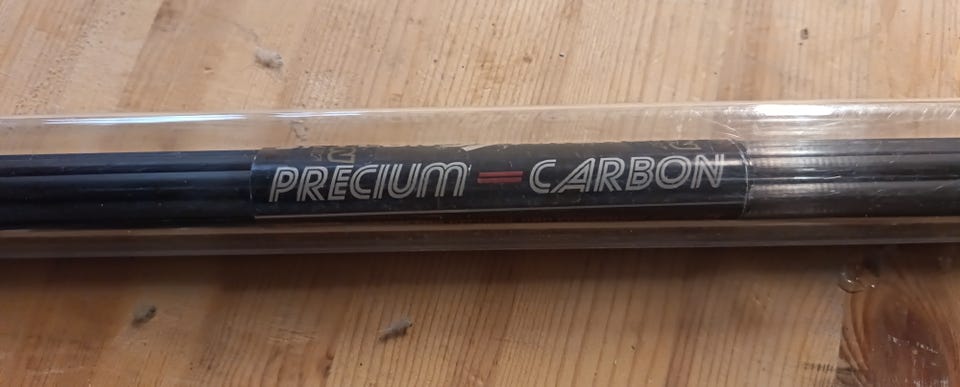 PRECIUM = CARBON